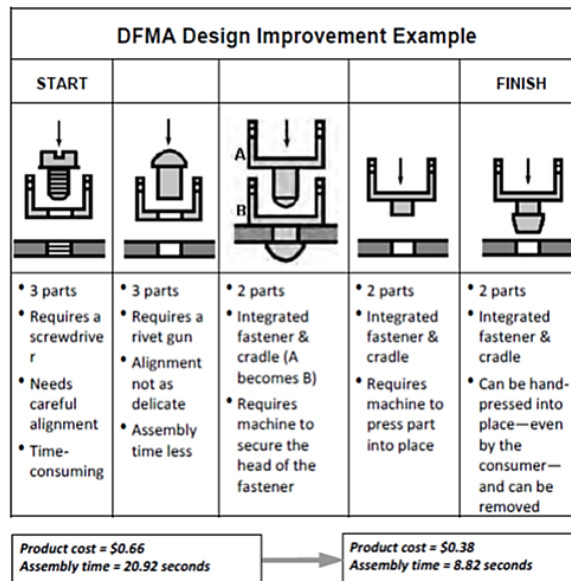 DFMA Design Improvement Example
START
FINISH
A
B
• 3 parts
• Requires a
screwdrive
r
• Needs
careful
alignment
• Time-
consuming
• 3 parts
• Requires a
rivet gun
• Alignment
not as
delicate
• Assembly
time less
• 2 parts
• Integrated
fastener &
cradle (A
becomes B)
• Requires
machine to
secure the
head of the
fastener
• 2 parts
• Integrated
fastener &
cradle
• Requires
machine to
press part
into place
• 2 parts
• Integrated
fastener &
cradle
• Can be hand-
pressed into
place—even
by the
consumer—
and can be
removed
Product cost = $0.66
Assembly time = 20.92 seconds
Product cost = $0.38
Assembly time = 8.82 seconds